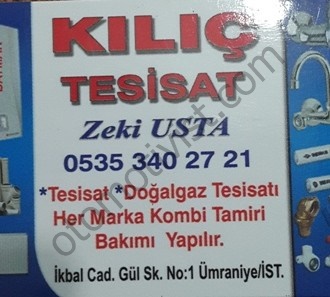 KILIÇ
TESİSAT
Zeki USTA
0535 340 27 21
*Tesisat *Doğalgaz Tesisatı
Her Marka Kombi Tamiri
Bakımı Yapılır.
İkbal Cad. Gül Sk. No:1 Ümraniye/İST.